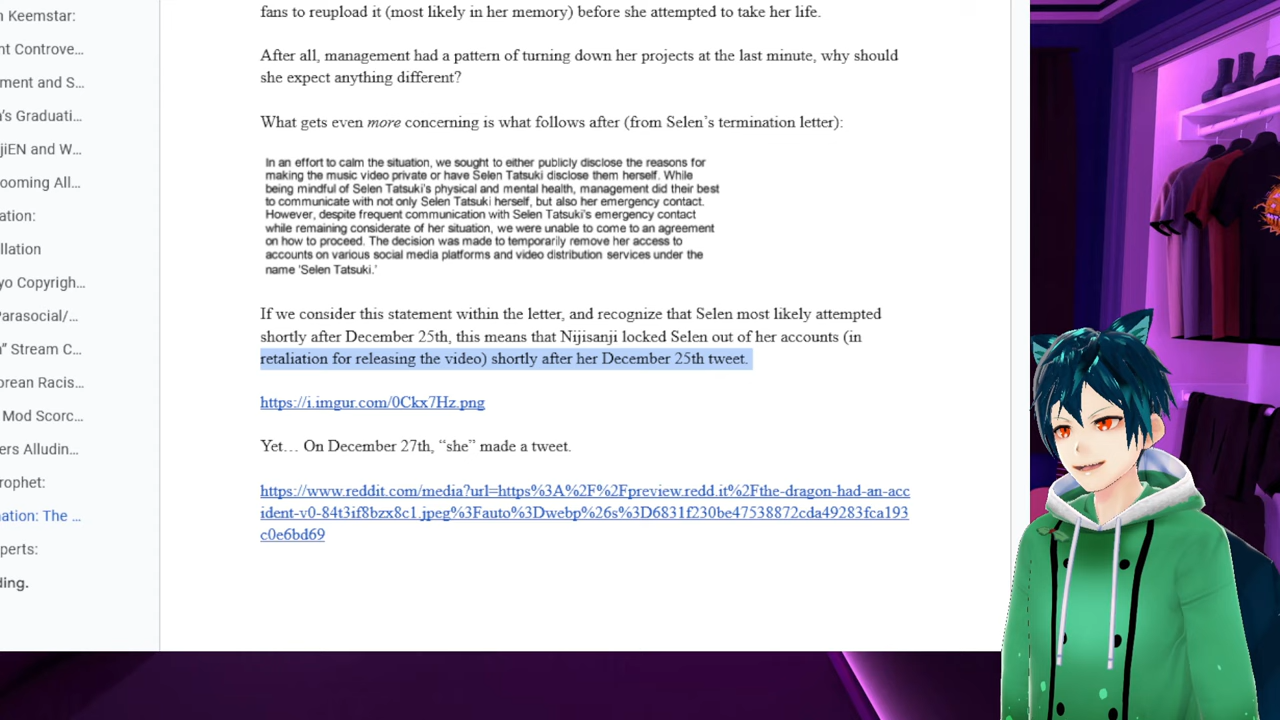 n Keemstar:
nt Controve...
ment and S...
a's Graduati...
jiEN and W...
ooming All...
ation:
llation
yo Copyrigh...
Parasocial/...
" Stream C...
orean Racis...
Mod Scorc...
ers Alludin...
rophet:
nation: The ...
perts:
ding.
fans to reupload it (most likely in her memory) before she attempted to take her life.
After all, management had a pattern of turning down her projects at the last minute, why should
she expect anything different?
What gets even more concerning is what follows after (from Selen's termination letter):
In an effort to calm the situation, we sought to either publicly disclose the reasons for
making the music video private or have Selen Tatsuki disclose them herself. While
being mindful of Selen Tatsuki's physical and mental health, management did their best
to communicate with not only Selen Tatsuki herself, but also her emergency contact.
However, despite frequent communication with Selen Tatsuki's emergency contact
while remaining considerate of her situation, we were unable to come to an agreement
on how to proceed. The decision was made to temporarily remove her access to
accounts on various social media platforms and video distribution services under the
name 'Selen Tatsuki.'
If we consider this statement within the letter, and recognize that Selen most likely attempted
shortly after December 25th, this means that Nijisanji locked Selen out of her accounts (in
retaliation for releasing the video) shortly after her December 25th tweet.
https://i.imgur.com/0Ckx7Hz.png
Yet… On December 27th, “she” made a tweet.
https://www.reddit.com/media?url=https%3A%2F%2Fpreview.redd.it%2Fthe-dragon-had-an-acc
ident-v0-84t3if8bzx8c1.jpeg%3Fauto%3Dwebp%26s%3D6831f230be47538872cda49283fca193
c0e6bd69